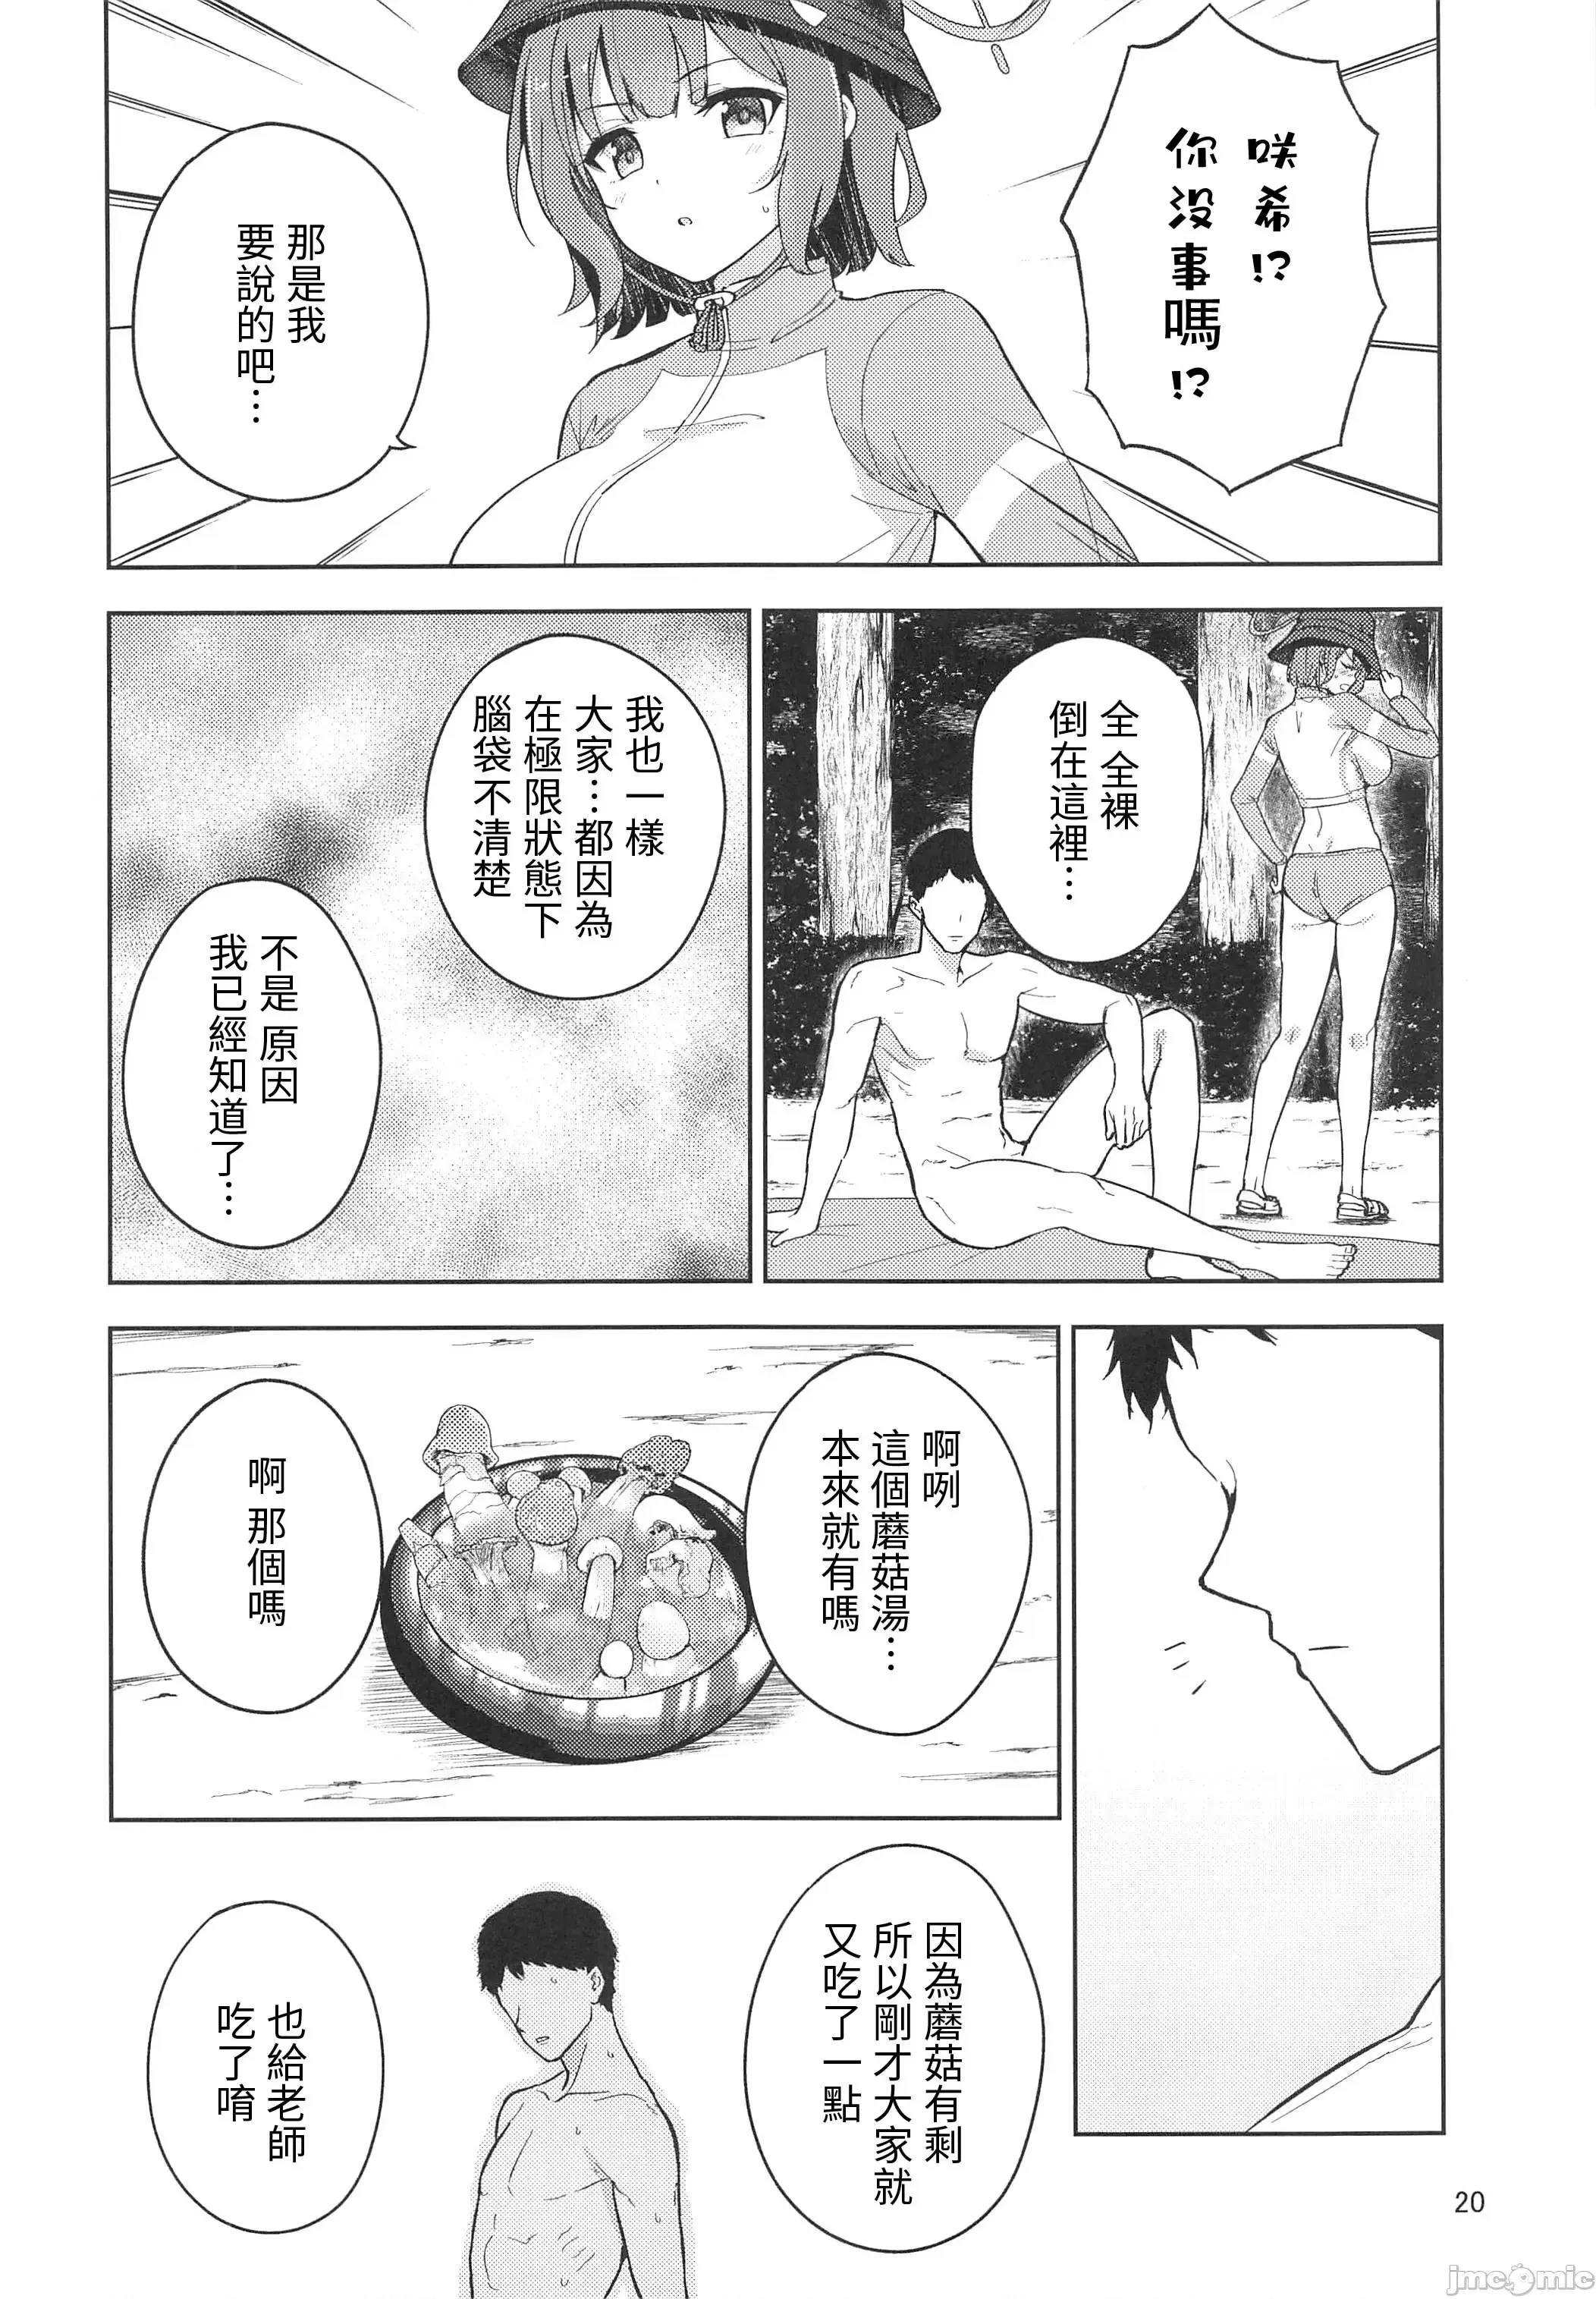 咲希!?
你没事嗎!?
那是我
要說的吧…
全 全裸
倒在這裡…
我也一樣
大家…都因為
在極限狀態下
腦袋不清楚
不是 原因
我已經知道了…
啊咧
這個蘑菇湯…
本來就有嗎
啊 那個嗎
因為蘑菇有剩
所以剛才大家就
又吃了一點
也給老師
吃了唷
20
jmcomic